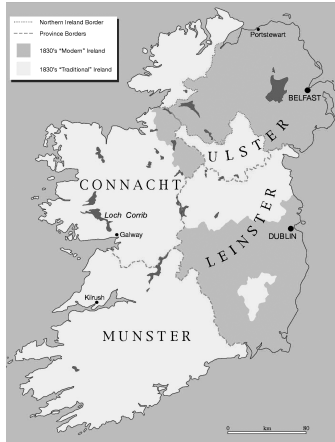 Northern Ireland Border
Province Borders
1830's "Modern" Ireland
1830's "Traditional" Ireland
Portstewart
BELFAST
ULSTER
CONNACHT
Loch Corrib
Galway
LEINSTER
DUBLIN
Kilrush
MUNSTER
0 km 80